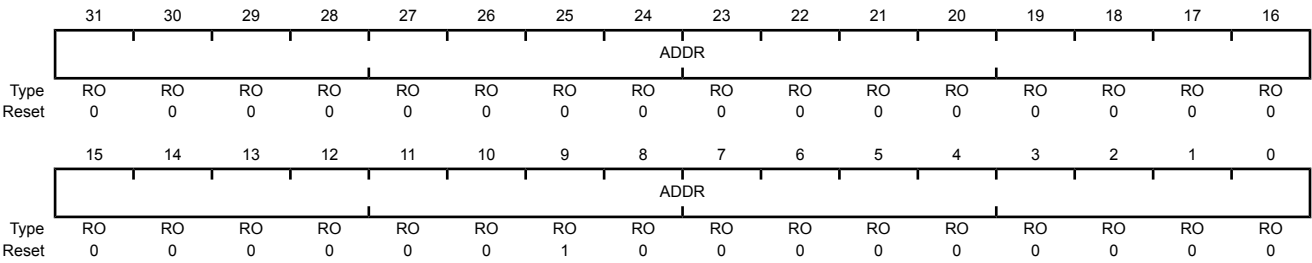 31 30 29 28 27 26 25 24 23 22 21 20 19 18 17 16
ADDR
Type RO RO RO RO RO RO RO RO RO RO RO RO RO RO RO RO
Reset 0 0 0 0 0 0 0 0 0 0 0 0 0 0 0 0
15 14 13 12 11 10 9 8 7 6 5 4 3 2 1 0
ADDR
Type RO RO RO RO RO RO RO RO RO RO RO RO RO RO RO RO
Reset 0 0 0 0 0 0 1 0 0 0 0 0 0 0 0 0